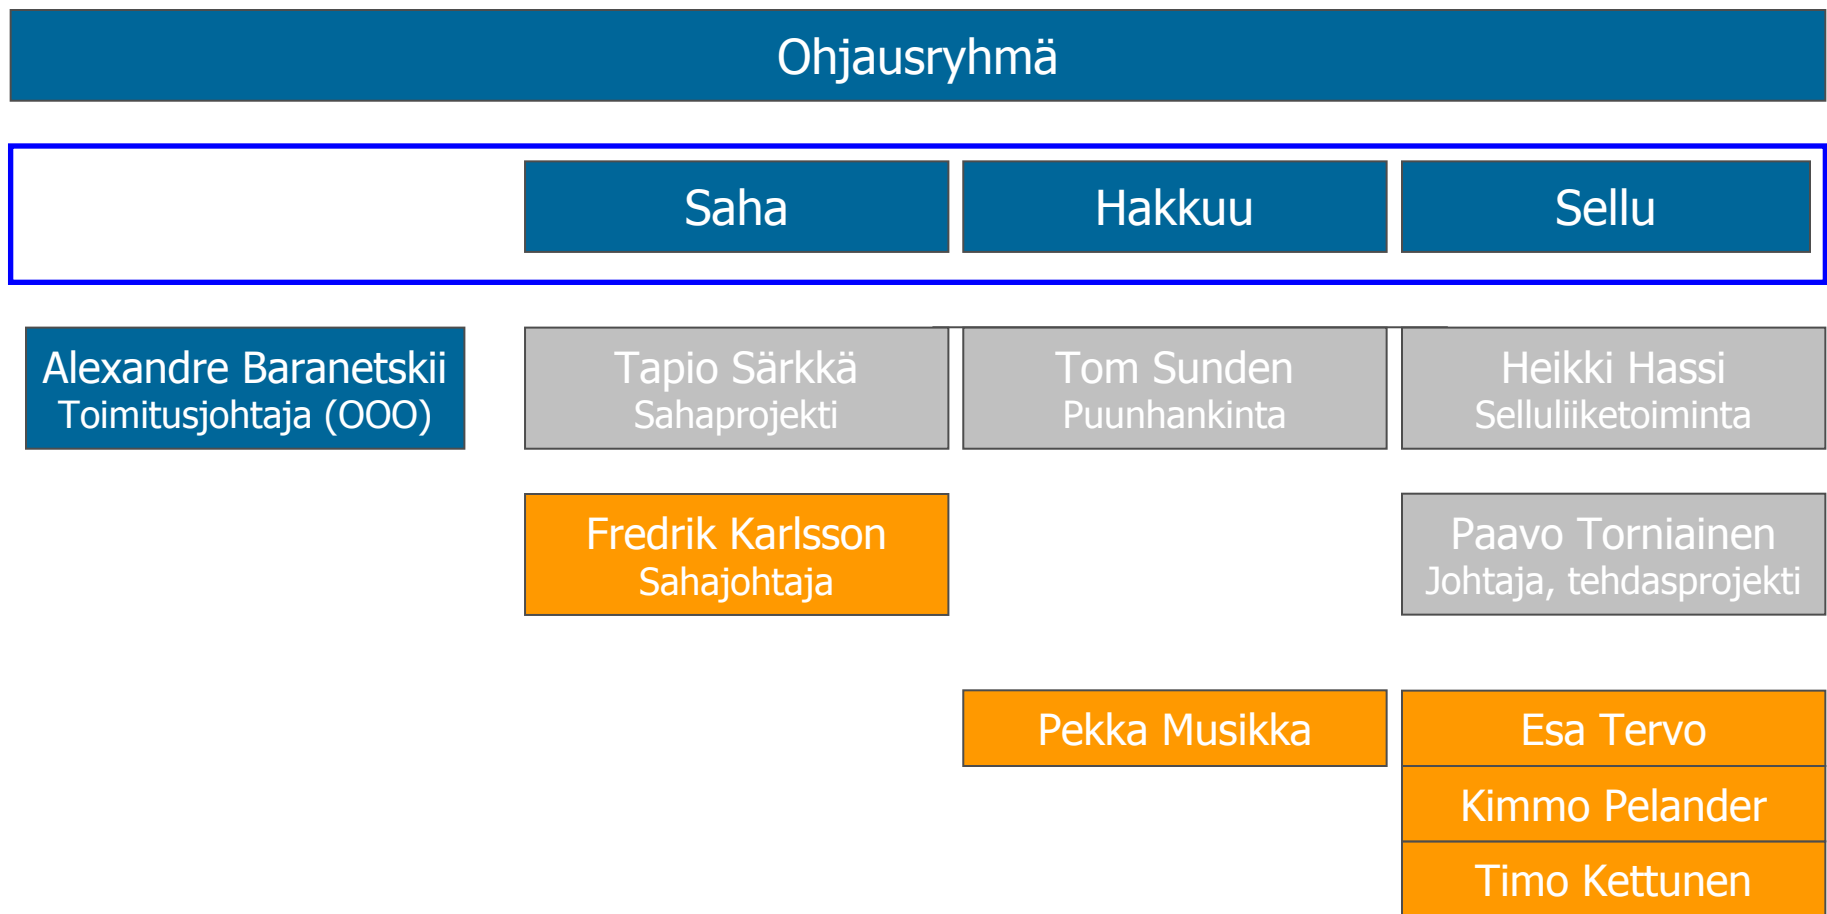 Ohjausryhmä
Saha
Hakkuu
Sellu
Alexandre Baranetskii
Toimitusjohtaja (OOO)
Tapio Särkkä
Sahaprojekti
Tom Sunden
Puunhankinta
Heikki Hassi
Selluliiketoiminta
Fredrik Karlsson
Sahajohtaja
Paavo Torniainen
Johtaja, tehdasprojekti
Pekka Musikka
Esa Tervo
Kimmo Pelander
Timo Kettunen